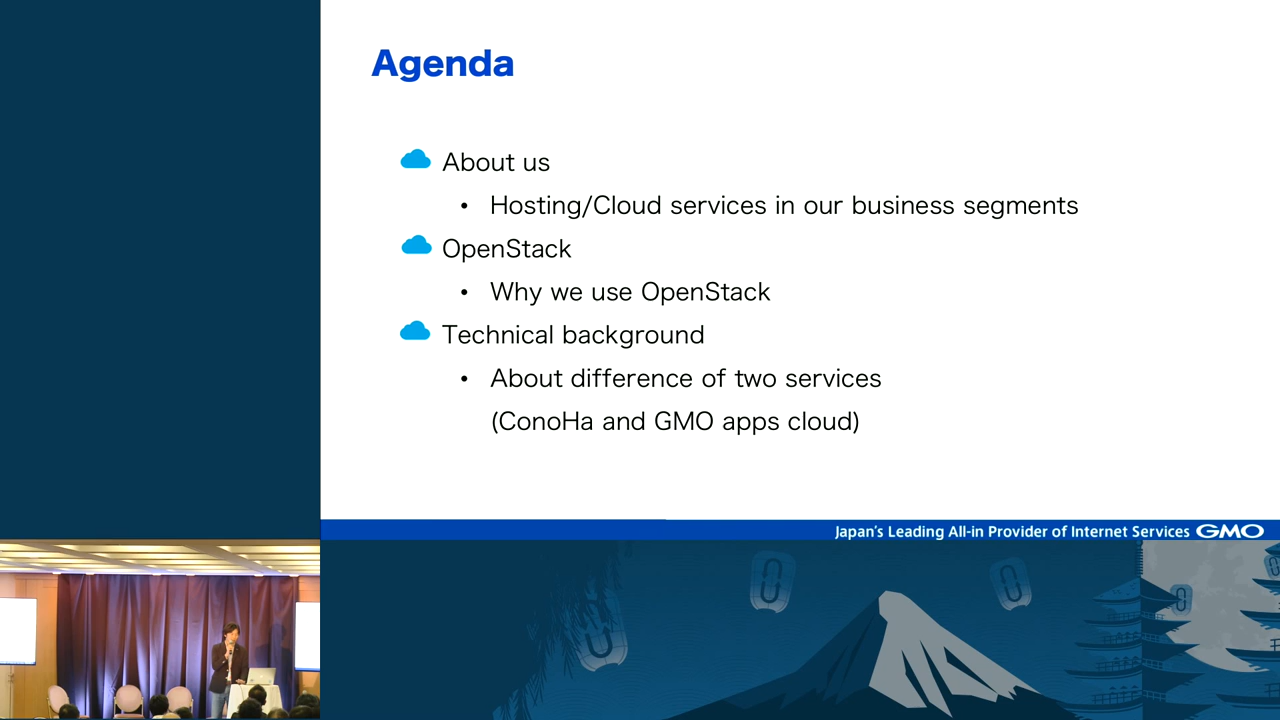 Agenda
About us
• Hosting/Cloud services in our business segments
OpenStack
• Why we use OpenStack
Technical background
• About difference of two services
(ConoHa and GMO apps cloud)
Japan's Leading All-in Provider of Internet Services GMO